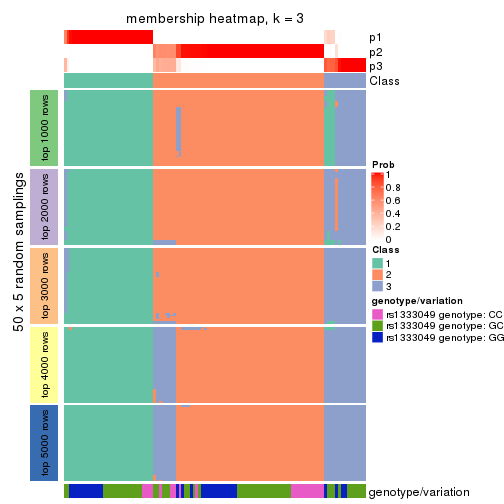 membership heatmap, k = 3
p1
p2
p3
Class
50 x 5 random samplings
top 1000 rows
top 2000 rows
top 3000 rows
top 4000 rows
top 5000 rows
Prob
1
0.8
0.6
0.4
0.2
0
Class
1
2
3
genotype/variation
rs1333049 genotype: CC
rs1333049 genotype: GC
rs1333049 genotype: GG
genotype/variation